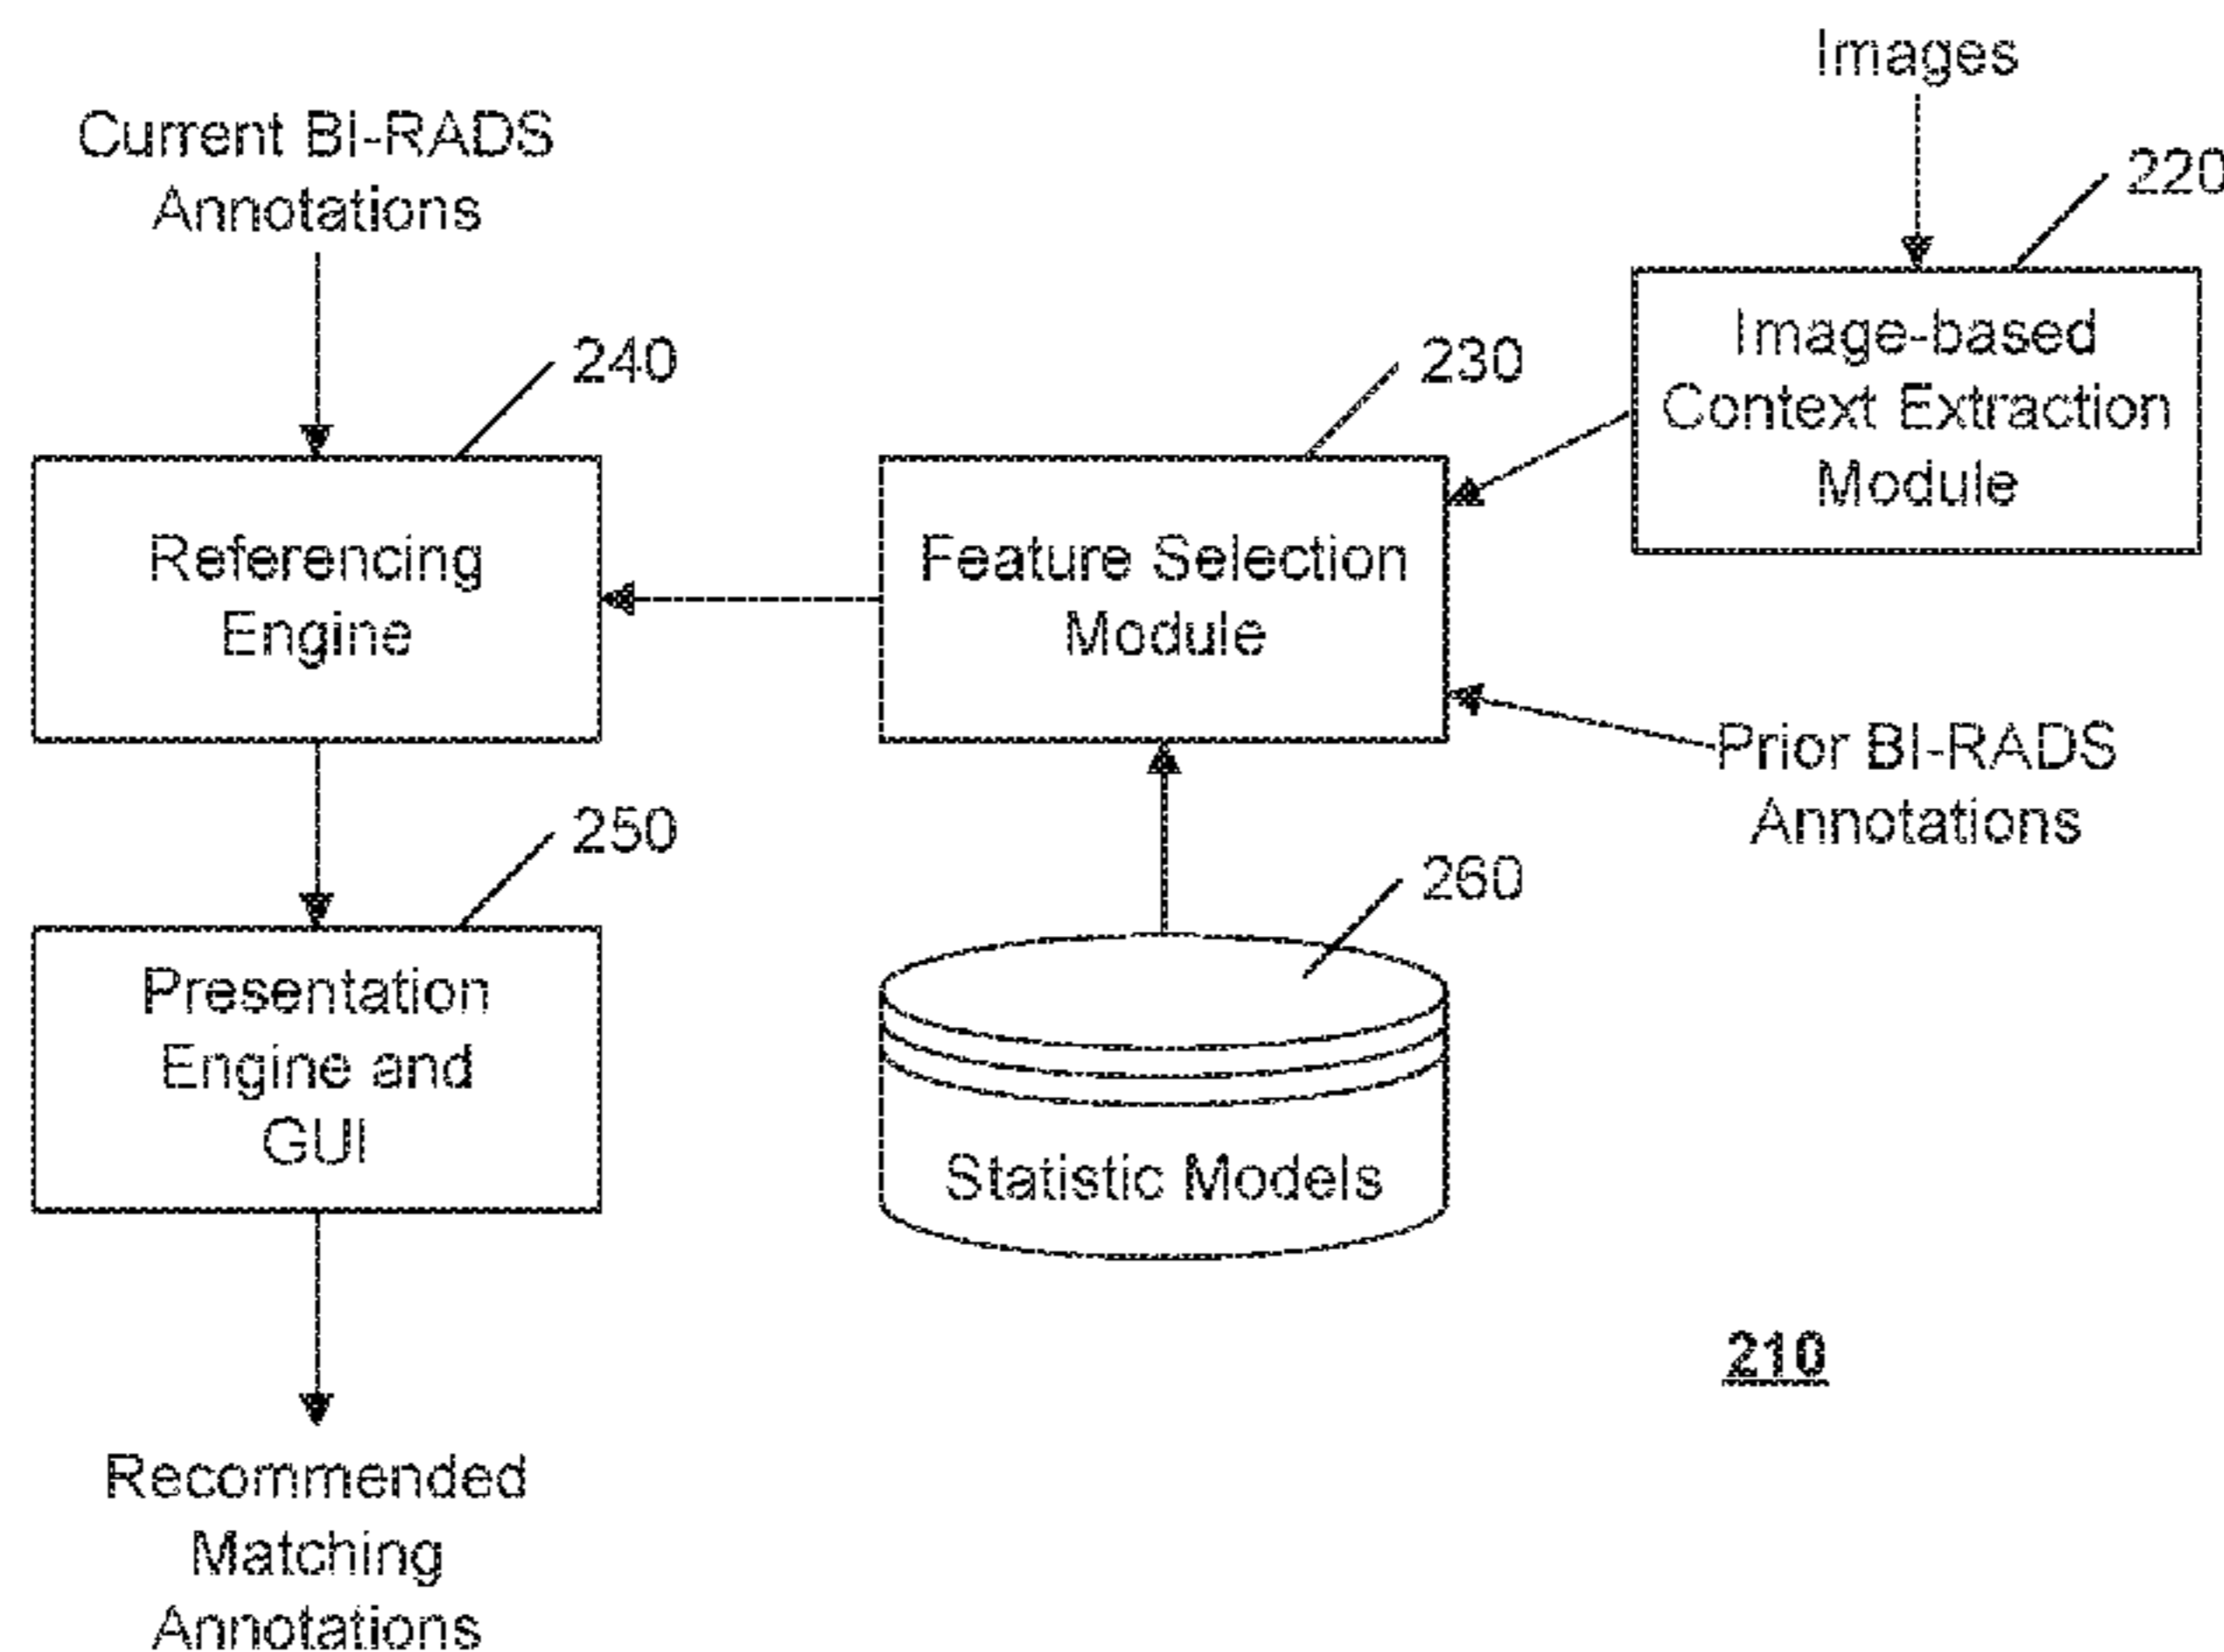 Images
Current BI-RADS
Annotations
220
Image-based
Context Extraction
Module
240
230
Referencing
Engine
Feature Selection
Module
Prior BI-RADS
Annotations
250
260
Presentation
Engine and
GUI
Statistic Models
210
Recommended
Matching
Annotations